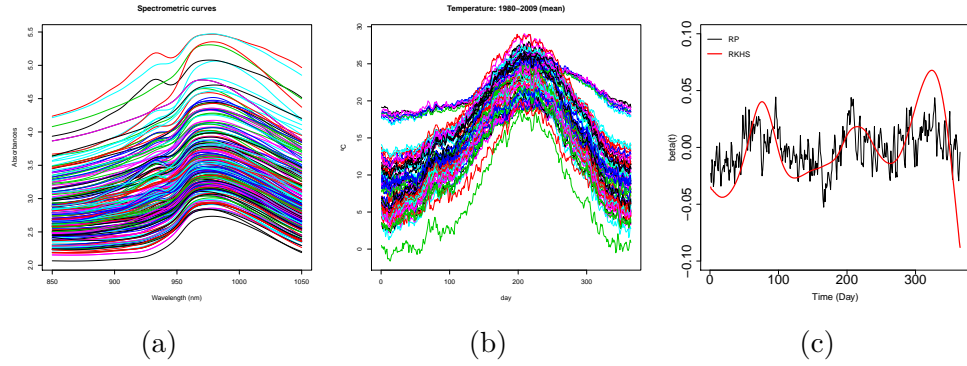 Spectrometric curves
Absorbances
5.5
5.0
4.5
4.0
3.5
3.0
2.5
2.0
850
900
950
1000
1050
Wavelength (nm)
(a)
Temperature: 1980−2009 (mean)
ºC
30
25
20
15
10
5
0
0
100
200
300
day
(b)
RP
RKHS
beta(t)
0.10
0.05
0.00
−0.05
−0.10
0
100
200
300
Time (Day)
(c)